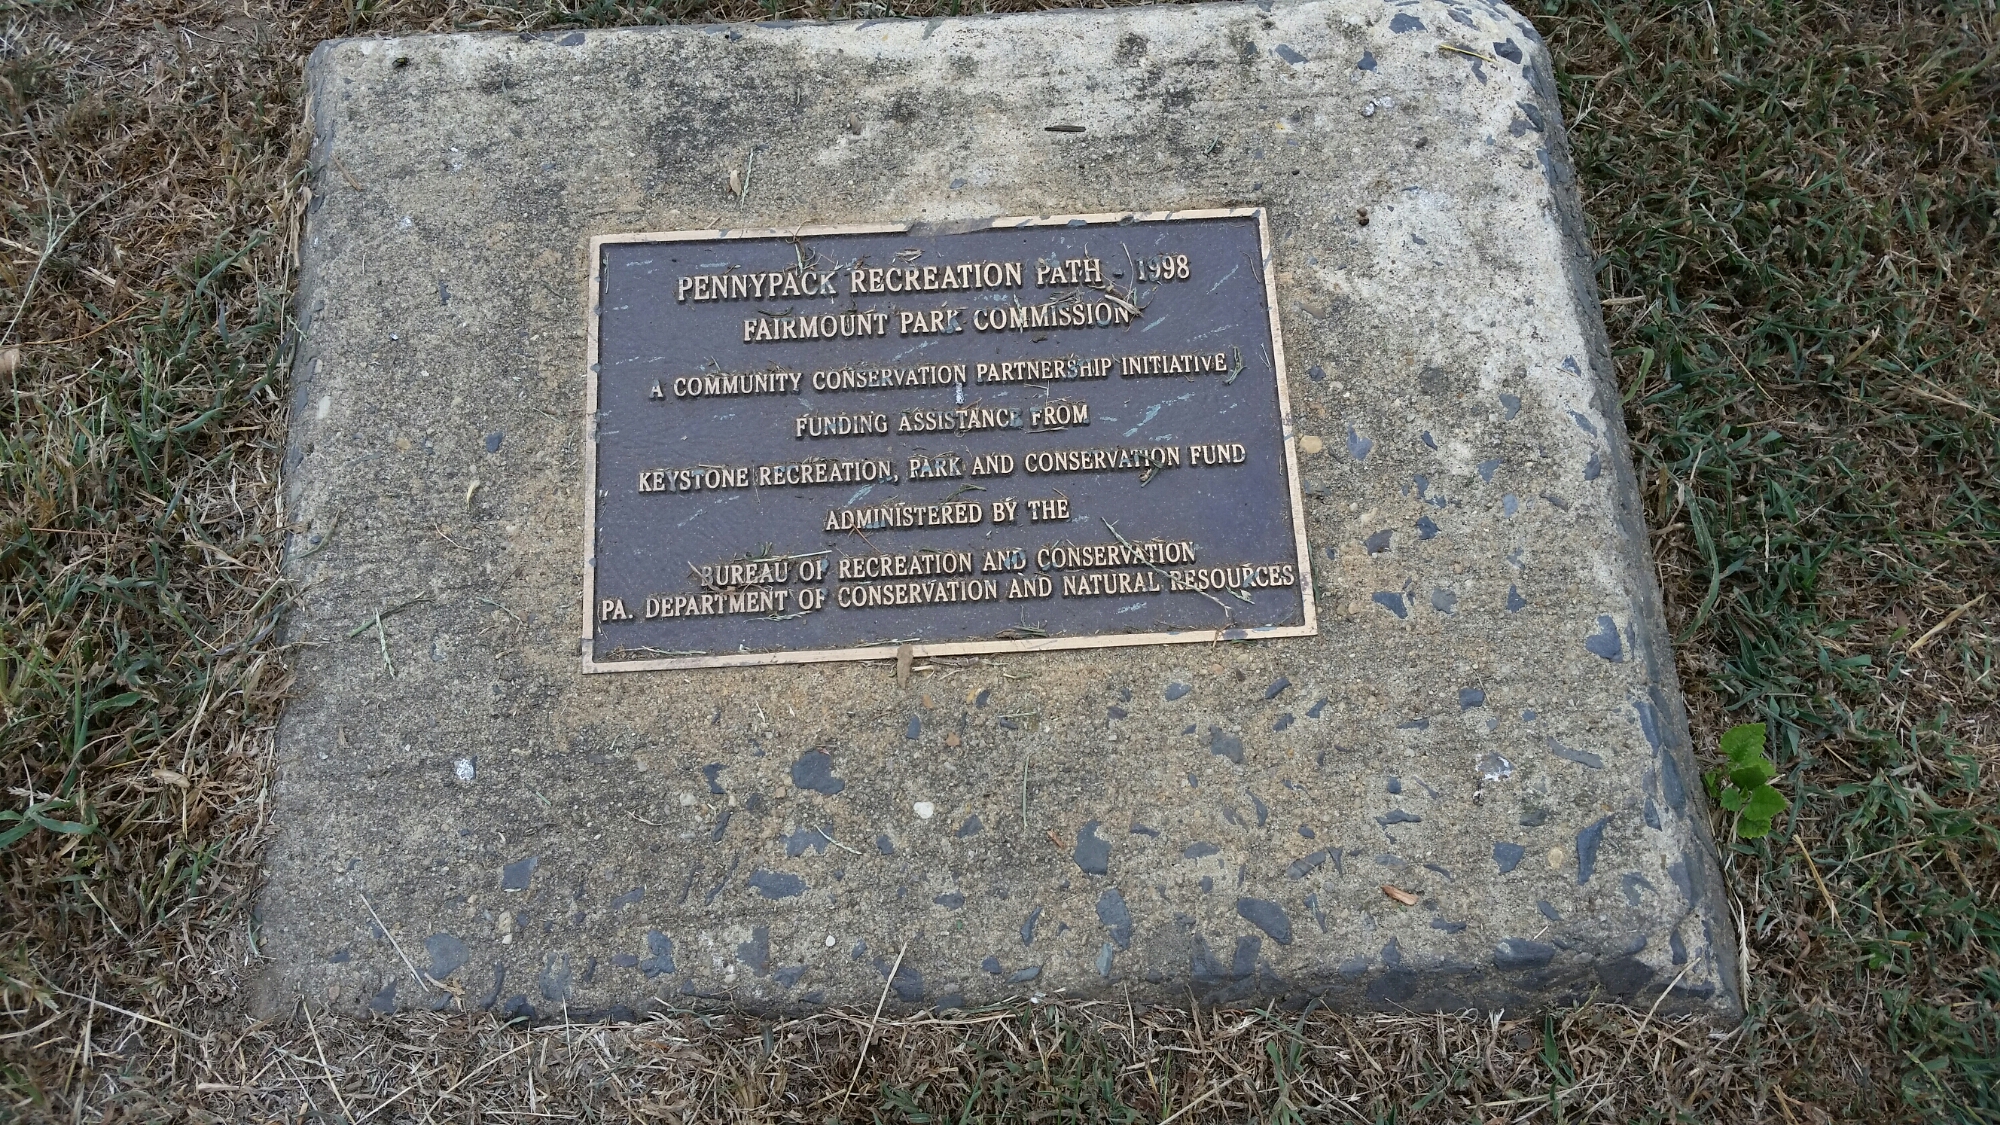 PENNYPACK RECREATION PATH - 1998
FAIRMOUNT PARK COMMISSION
A COMMUNITY CONSERVATION PARTNERSHIP INITIATIVE
FUNDING ASSISTANCE FROM
KEYSTONE RECREATION, PARK AND CONSERVATION FUND
ADMINISTERED BY THE
BUREAU OF RECREATION AND CONSERVATION
PA. DEPARTMENT OF CONSERVATION AND NATURAL RESOURCES